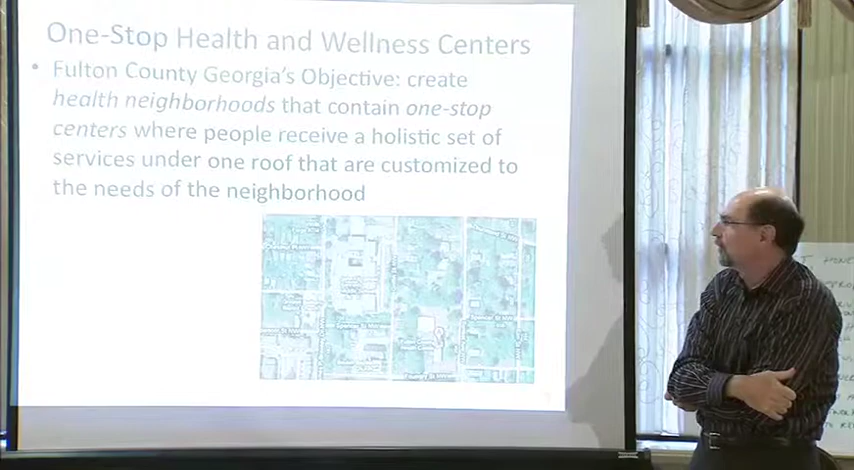 One-Stop Health and Wellness Centers
• Fulton County Georgia's Objective: create
health neighborhoods that contain one-stop
centers where people receive a holistic set of
services under one roof that are customized to
the needs of the neighborhood